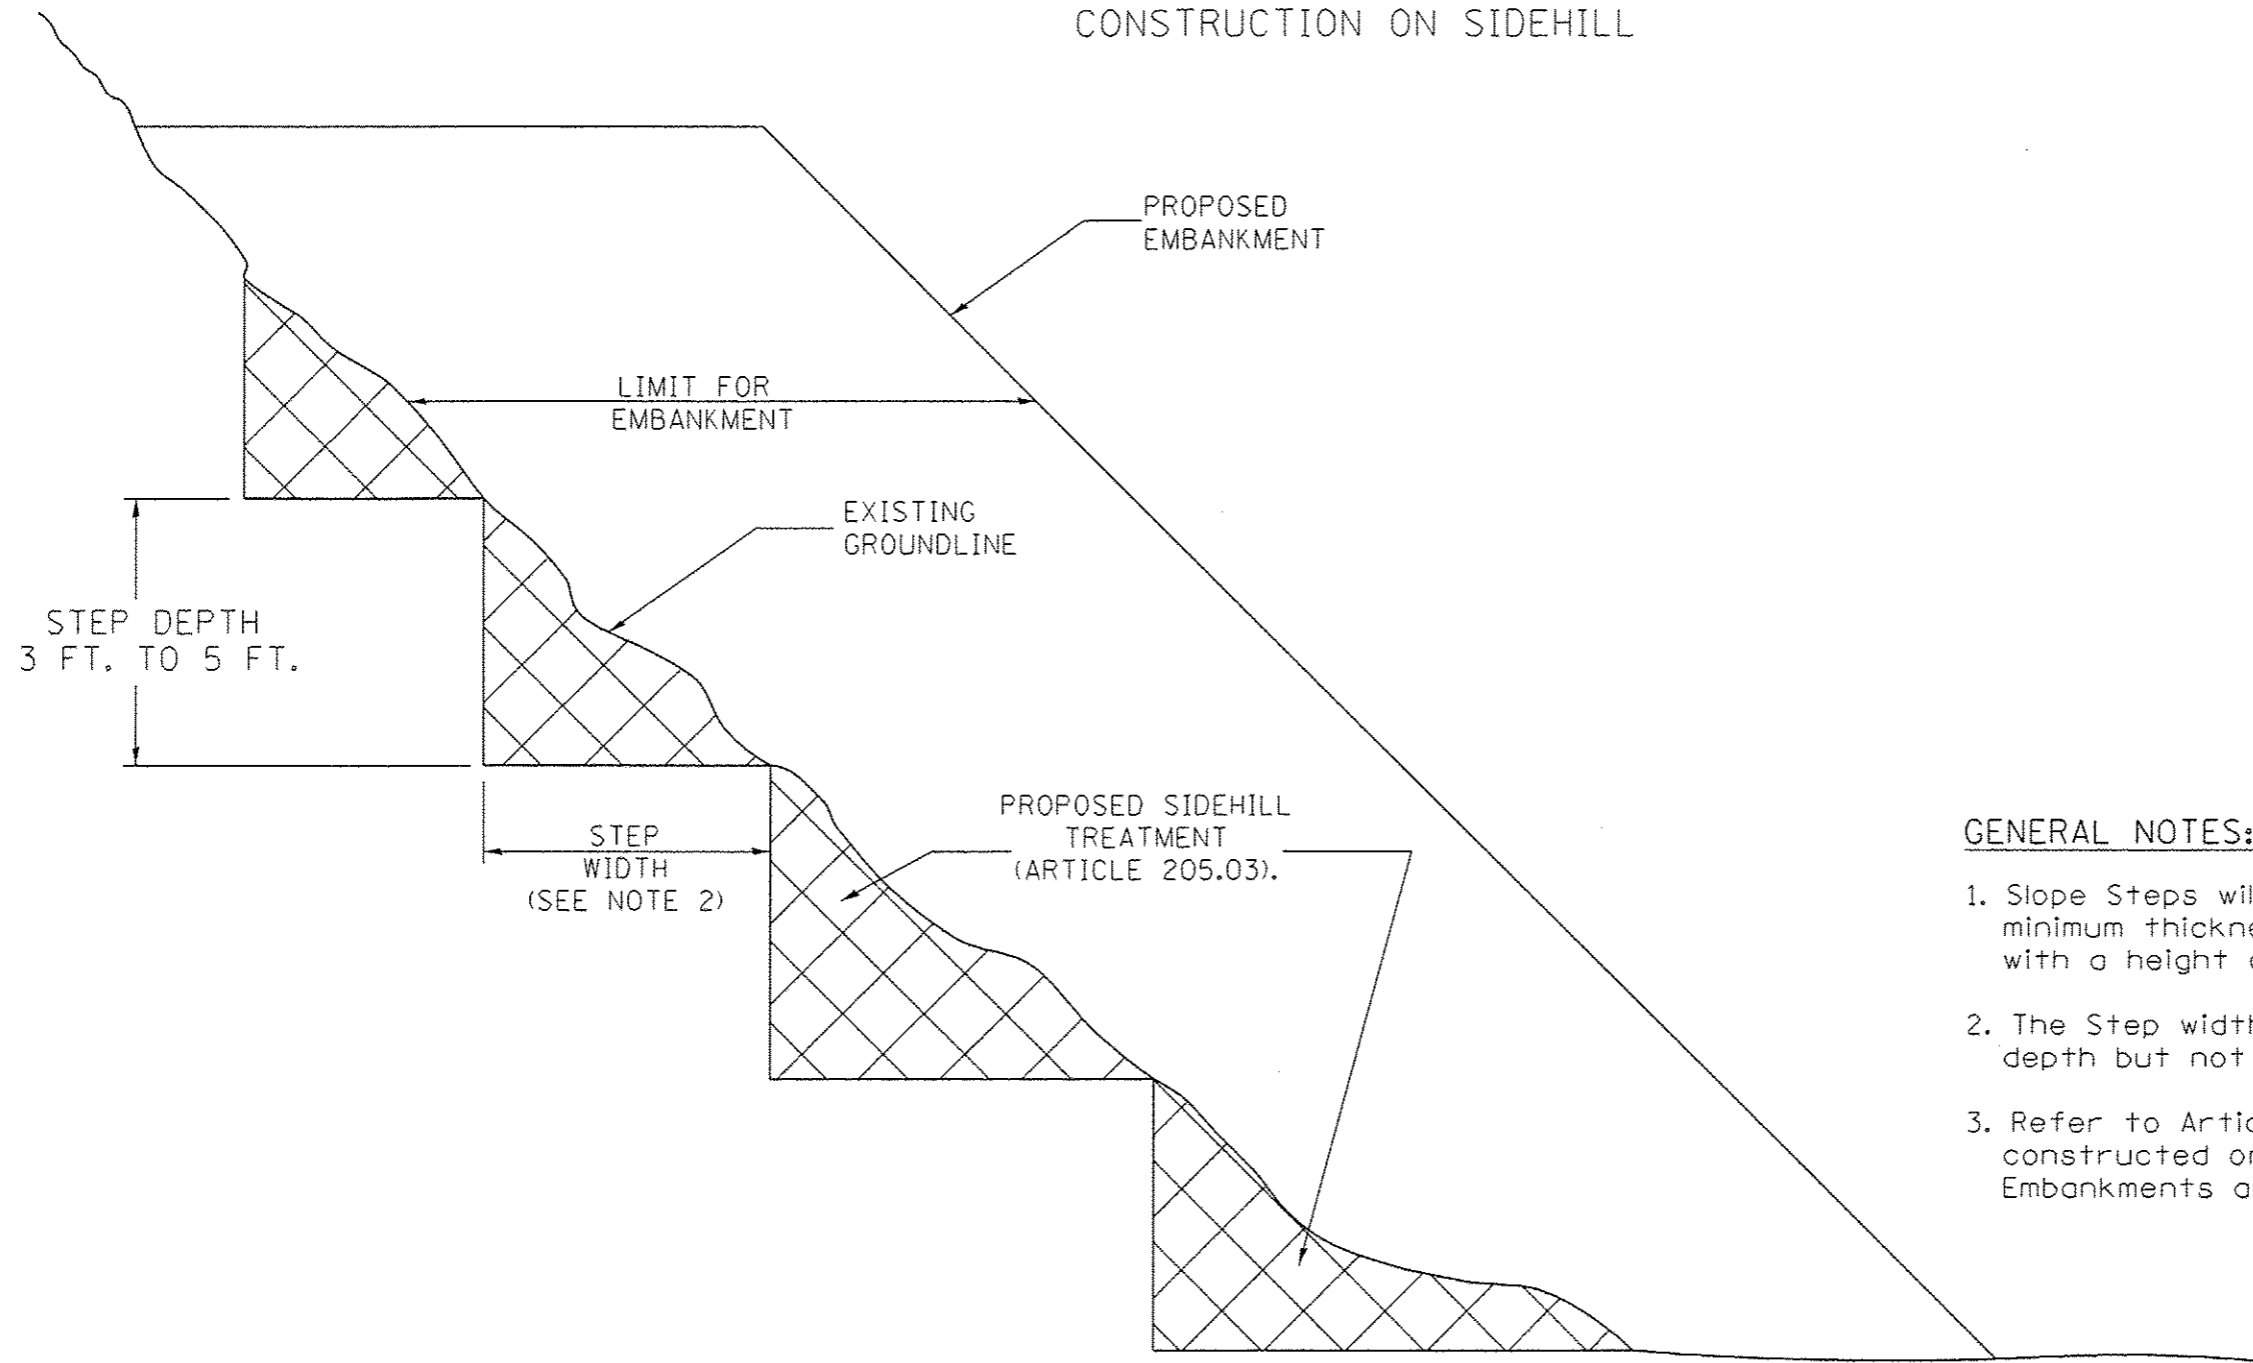 CONSTRUCTION ON SIDEHILL
PROPOSED
EMBANKMENT
LIMIT FOR
EMBANKMENT
EXISTING
GROUNDLINE
STEP DEPTH
3 FT. TO 5 FT.
STEP
WIDTH
(SEE NOTE 2)
PROPOSED SIDEHILL
TREATMENT
(ARTICLE 205.03).
GENERAL NOTES:
1. Slope Steps
minimum
with a height
2. The Step
depth but not
3. Refer to
constructed
Embankments